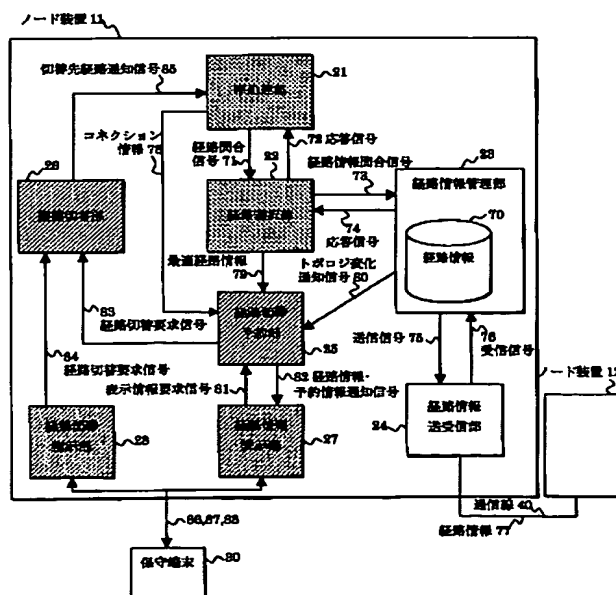 ノード装置 11
切替先経路通知信号 85
21
コネクション
情報 78
経路問合
信号 71
72 応答信号
22
経路情報問合信号
73
23
経路情報管理部
70
経路情報
26
74
応答信号
最適経路情報
79
トポロジ変化
通知信号 80
83
経路切替要求信号
25
84
経路切替要求信号
表示情報要求信号 81
82 経路情報・
予約情報通知信号
送信信号 75
76
受信信号
28
27
24
経路情報
送受信部
ノード装置 12
通信線 40
経路情報 77
86,87,88
保守端末
30